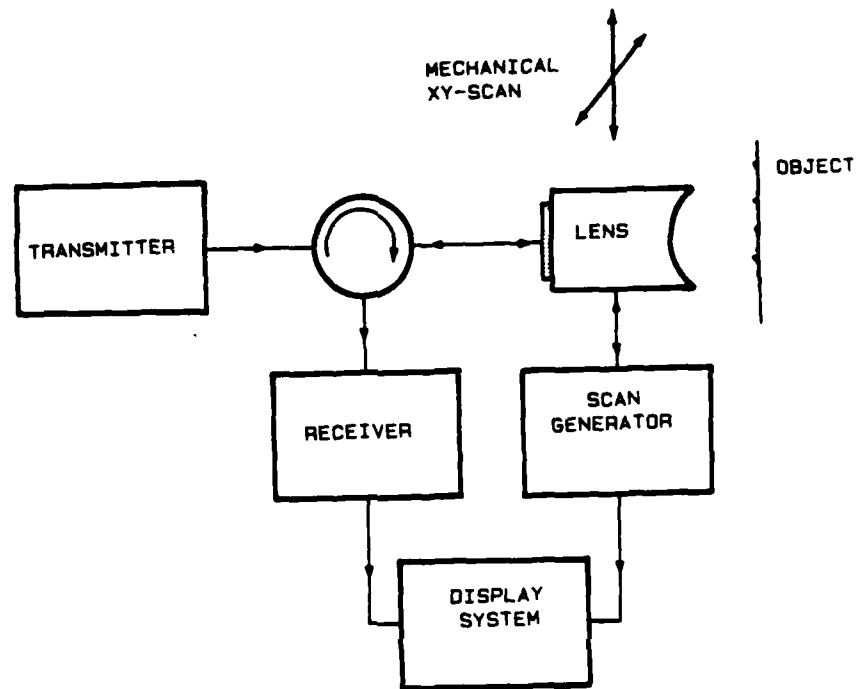 MECHANICAL
XY-SCAN
OBJECT
TRANSMITTER
LENS
RECEIVER
SCAN
GENERATOR
DISPLAY
SYSTEM